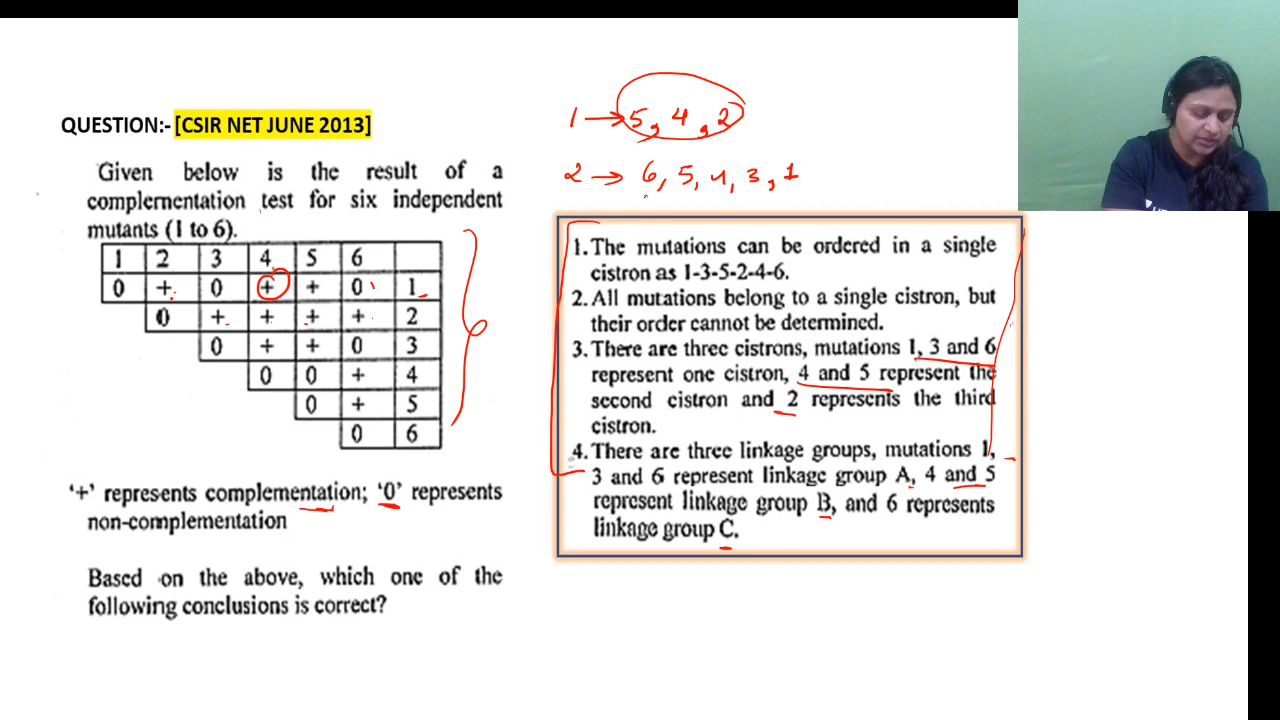 QUESTION:- [CSIR NET JUNE 2013]
Given below is the result of a
complementation test for six independent
mutants (1 to 6).
1 2 3 4 5 6
0 + 0 + + 0 1
0 + + + + 2
0 + + 0 3
0 0 + 4
0 + 5
0 6
'+' represents complementation; '0' represents
non-complementation
Based on the above, which one of the
following conclusions is correct?
1 → 5, 4, 2
2 → 6, 5, 4, 3, 1
1. The mutations can be ordered in a single
cistron as 1-3-5-2-4-6.
2. All mutations belong to a single cistron, but
their order cannot be determined.
3. There are three cistrons, mutations 1, 3 and 6
represent one cistron, 4 and 5 represent the
second cistron and 2 represents the third
cistron.
4. There are three linkage groups, mutations 1,
3 and 6 represent linkage group A, 4 and 5
represent linkage group B, and 6 represents
linkage group C.